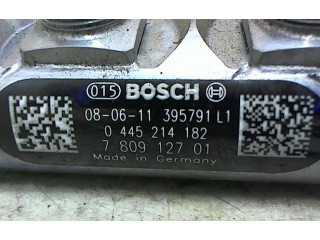 015 BOSCH
08-06-11 395791 L1
0 445 214 182
7 809 127 01
Made in Germany